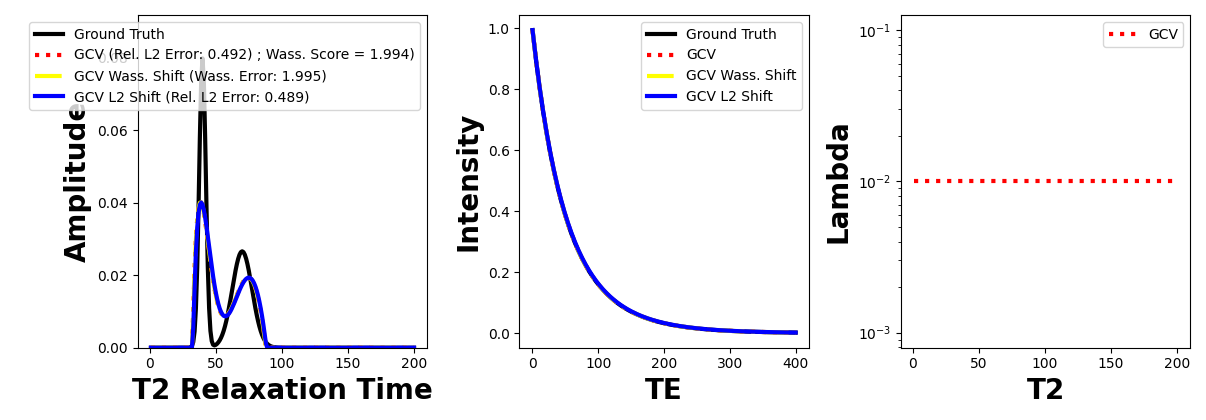 Ground Truth
GCV (Rel. L2 Error: 0.492) ; Wass. Score = 1.994)
GCV Wass. Shift (Wass. Error: 1.995)
GCV L2 Shift (Rel. L2 Error: 0.489)
0.08
0.06
0.04
0.02
0.00
Amplitude
0 50 100 150 200
T2 Relaxation Time
Ground Truth
GCV
GCV Wass. Shift
GCV L2 Shift
1.0
0.8
0.6
0.4
0.2
0.0
Intensity
0 100 200 300 400
TE
GCV
10⁻¹
10⁻²
10⁻³
Lambda
0 50 100 150 200
T2